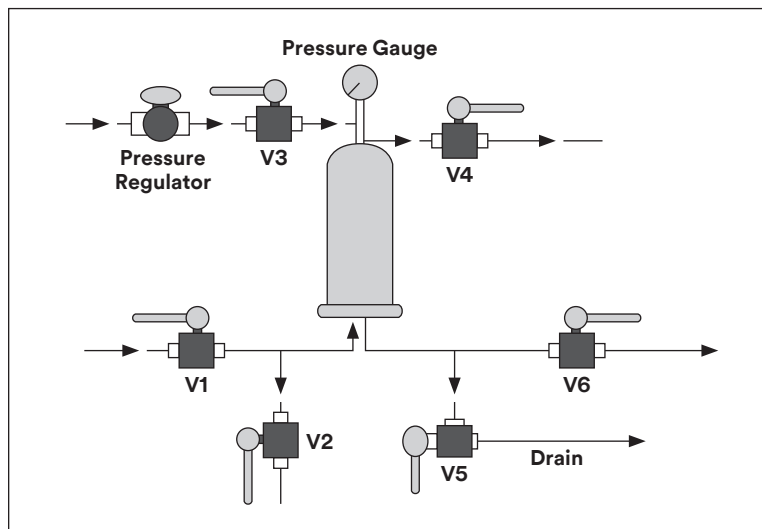 Pressure Gauge
Pressure
Regulator
V3
V4
V1
V6
V2
V5
Drain